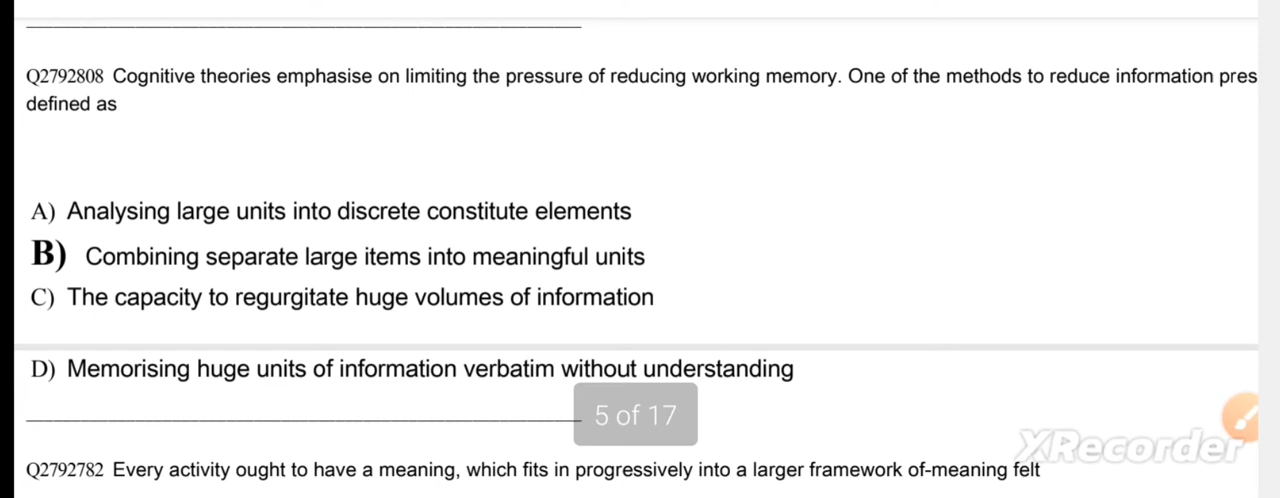 Q2792808 Cognitive theories emphasise on limiting the pressure of reducing working memory. One of the methods to reduce information pres
defined as
A) Analysing large units into discrete constitute elements
B) Combining separate large items into meaningful units
C) The capacity to regurgitate huge volumes of information
D) Memorising huge units of information verbatim without understanding
5 of 17
XRecorder
Q2792782 Every activity ought to have a meaning, which fits in progressively into a larger framework of-meaning felt